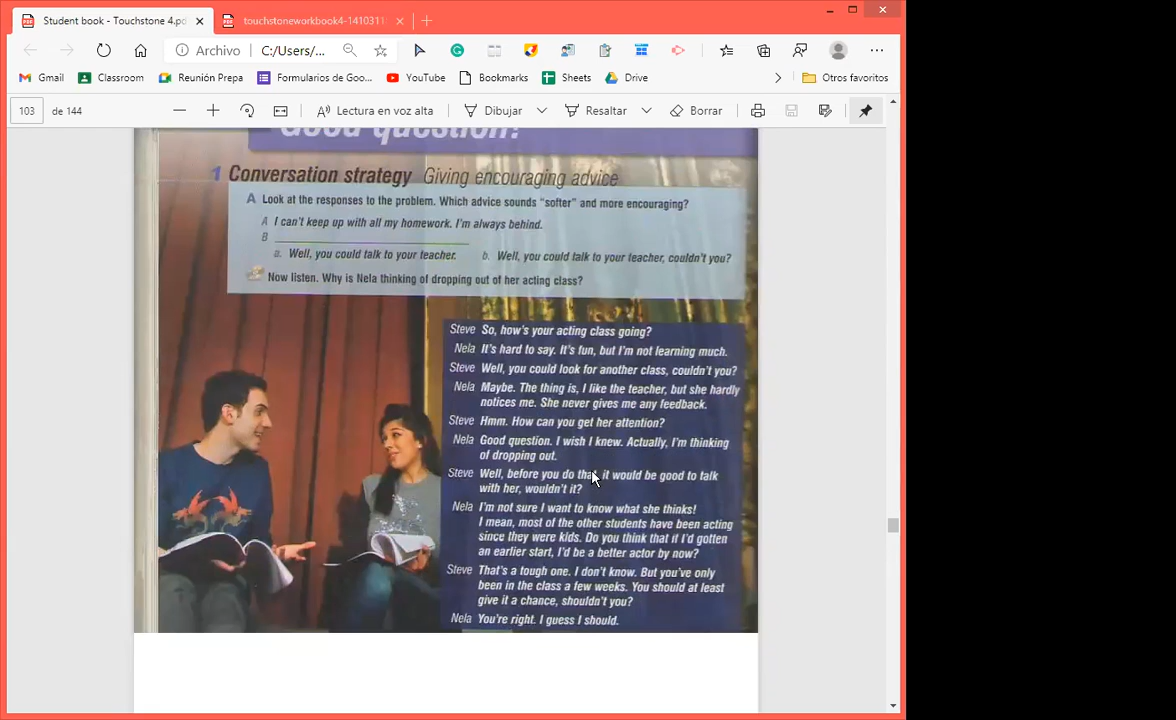 Student book - Touchstone 4.pd
touchstoneworkbook4-1410311
Archivo
C:/Users/...
Gmail
Classroom
Reunión Prepa
Formularios de Goo...
YouTube
Bookmarks
Sheets
Drive
Otros favoritos
103 de 144
Lectura en voz alta
Dibujar
Resaltar
Borrar
Good question!
1 Conversation strategy Giving encouraging advice
A Look at the responses to the problem. Which advice sounds "softer" and more encouraging?
A I can't keep up with all my homework. I'm always behind.
B
a. Well, you could talk to your teacher. b. Well, you could talk to your teacher, couldn't you?
Now listen. Why is Nela thinking of dropping out of her acting class?
Steve So, how's your acting class going?
Nela It's hard to say. It's fun, but I'm not learning much.
Steve Well, you could look for another class, couldn't you?
Nela Maybe. The thing is, I like the teacher, but she hardly
notices me. She never gives me any feedback.
Steve Hmm. How can you get her attention?
Nela Good question. I wish I knew. Actually, I'm thinking
of dropping out.
Steve Well, before you do that, it would be good to talk
with her, wouldn't it?
Nela I'm not sure I want to know what she thinks!
I mean, most of the other students have been acting
since they were kids. Do you think that if I'd gotten
an earlier start, I'd be a better actor by now?
Steve That's a tough one. I don't know. But you've only
been in the class a few weeks. You should at least
give it a chance, shouldn't you?
Nela You're right. I guess I should.